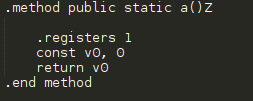 .method public static a()Z
.registers 1
const v0, 0
return v0
.end method